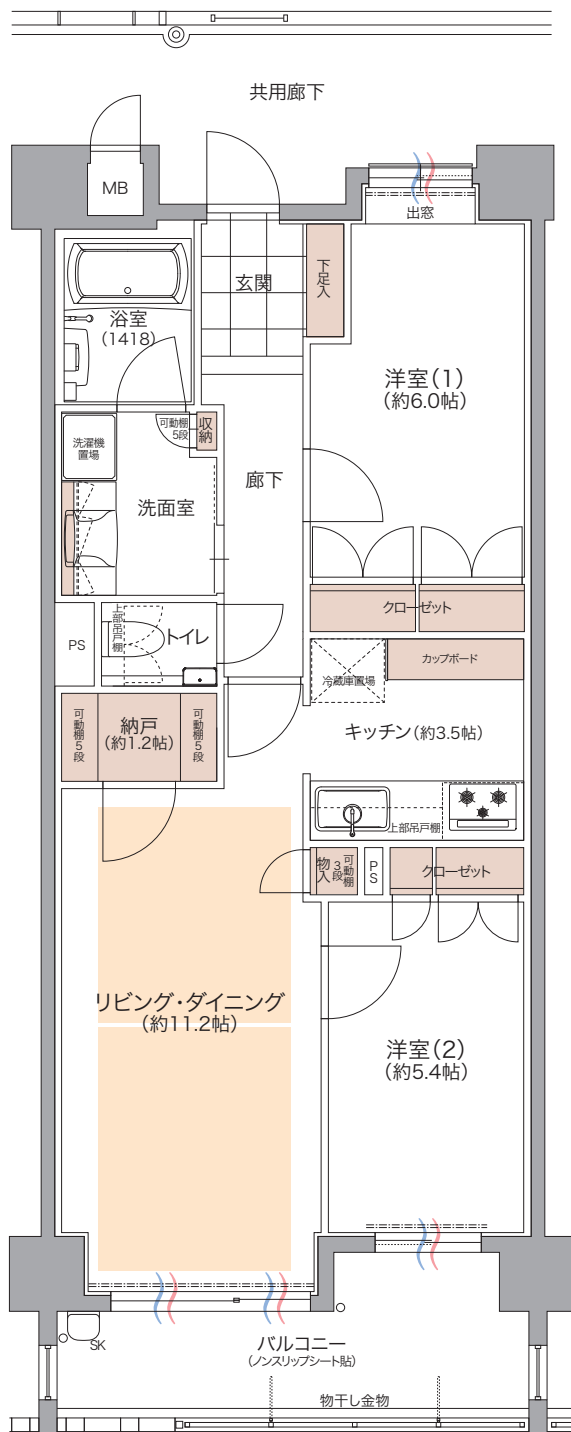 共用廊下
MB
出窓
玄関
下足入
浴室
(1418)
洋室(1)
(約6.0帖)
可動棚
5段
収納
洗濯機
置場
洗面室
廊下
クローゼット
上部吊戸棚
トイレ
PS
カップボード
冷蔵庫置場
可動棚5段
納戸
(約1.2帖)
可動棚5段
キッチン(約3.5帖)
上部吊戸棚
物入
可動棚
3段
PS
クローゼット
リビング・ダイニング
(約11.2帖)
洋室(2)
(約5.4帖)
バルコニー
(ノンスリップシート貼)
SK
物干し金物